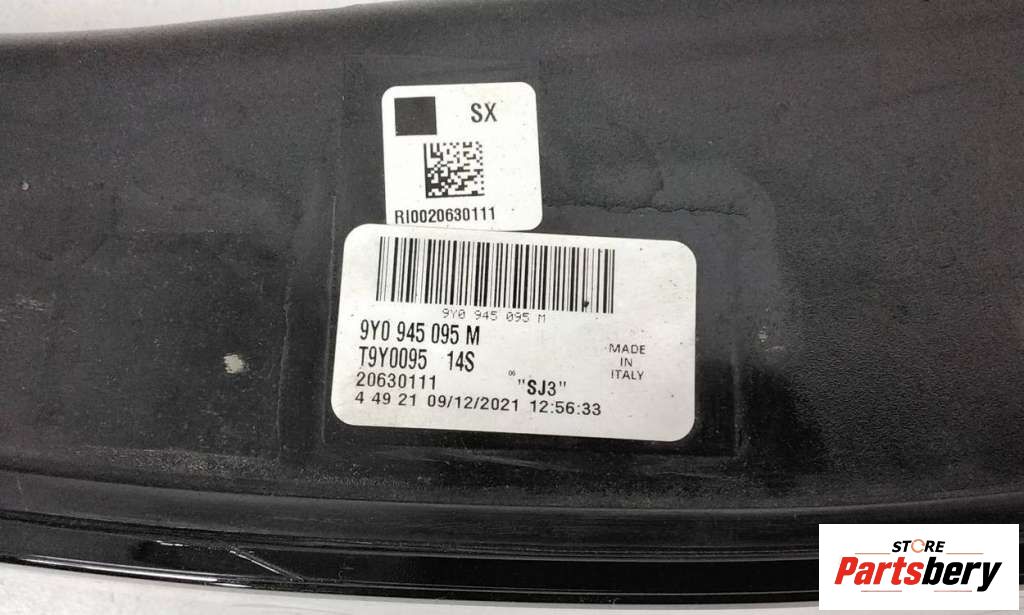 SX
RI0020630111
9Y0 945 095 M
9Y0 945 095 M
T9Y0095 14S
20630111 06 "SJ3"
4 49 21 09/12/2021 12:56:33
MADE
IN
ITALY
STORE
Partsbery